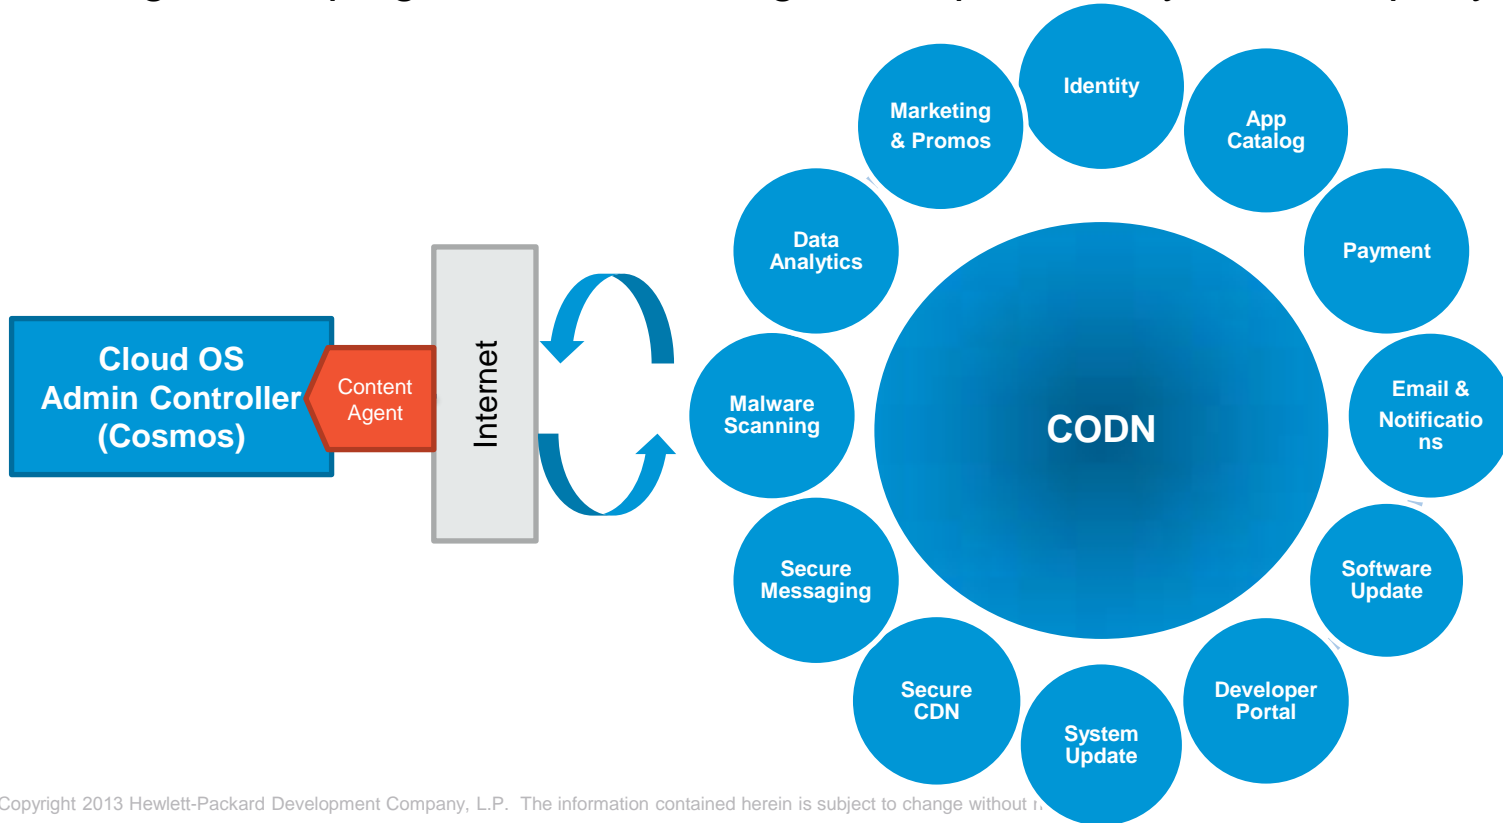 Identity
Marketing
& Promos
App
Catalog
Data
Analytics
Payment
Cloud OS
Admin Controller
(Cosmos)
Content
Agent
Internet
Malware
Scanning
CODN
Email &
Notificatio
ns
Secure
Messaging
Software
Update
Secure
CDN
Developer
Portal
System
Update
Copyright 2013 Hewlett-Packard Development Company, L.P. The information contained herein is subject to change without